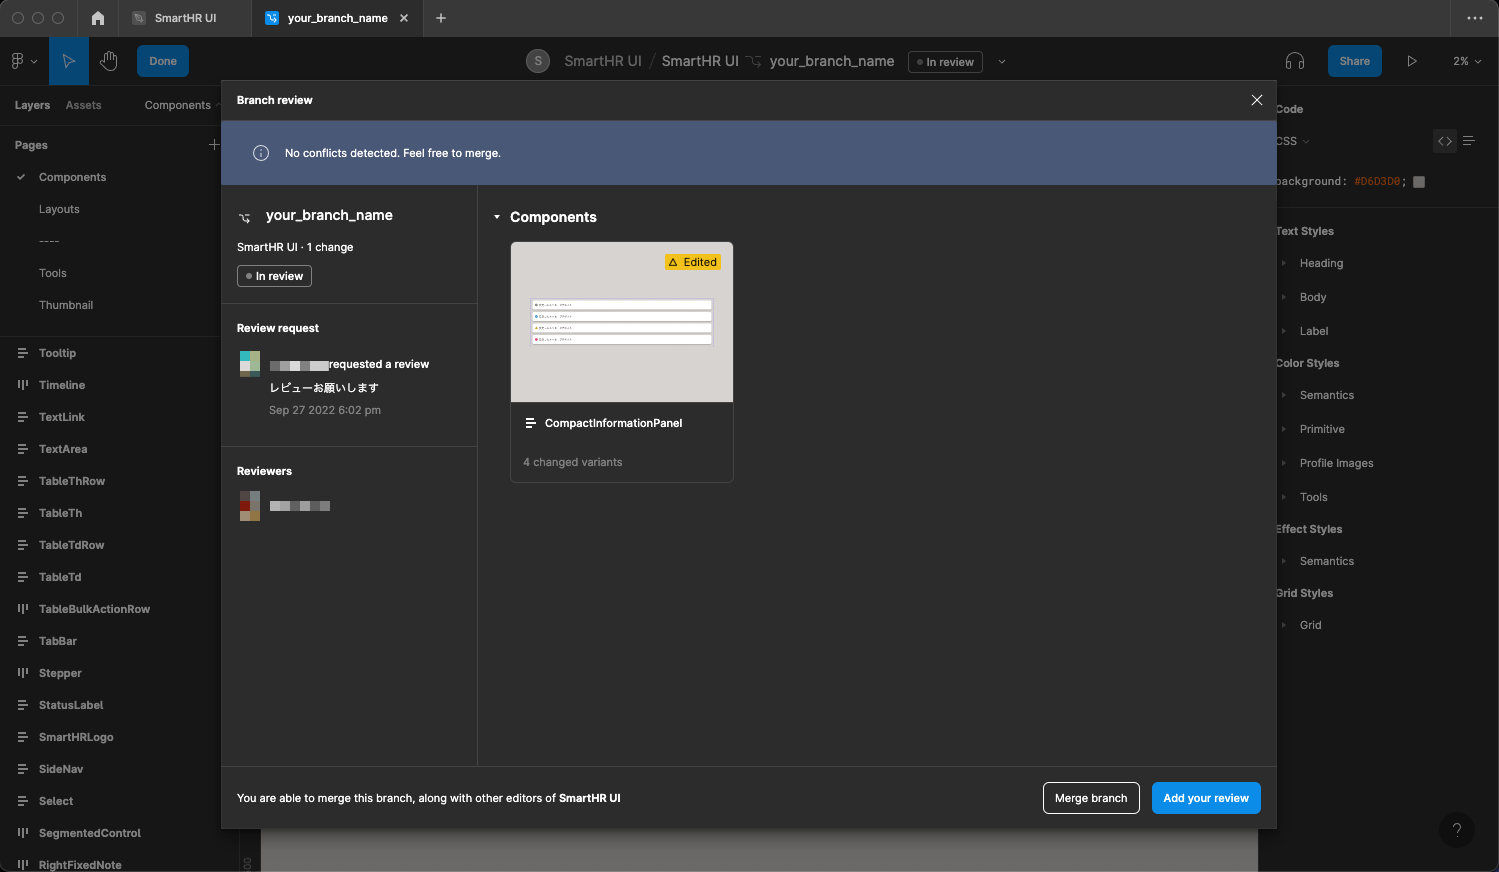 SmartHR UI
your_branch_name
Done
S
SmartHR UI / SmartHR UI your_branch_name
In review
Share
2%
Layers
Assets
Components
Pages
Components
Layouts
----
Tools
Thumbnail
Tooltip
Timeline
TextLink
TextArea
TableThRow
TableTh
TableTdRow
TableTd
TableBulkActionRow
TabBar
Stepper
StatusLabel
SmartHRLogo
SideNav
Select
SegmentedControl
RightFixedNote
Branch review
No conflicts detected. Feel free to merge.
your_branch_name
SmartHR UI · 1 change
In review
Review request
requested a review
レビューお願いします
Sep 27 2022 6:02 pm
Reviewers
Components
Edited
CompactInformationPanel
4 changed variants
You are able to merge this branch, along with other editors of SmartHR UI
Merge branch
Add your review
Code
CSS
background: #D6D3D0;
Text Styles
Heading
Body
Label
Color Styles
Semantics
Primitive
Profile Images
Tools
Effect Styles
Semantics
Grid Styles
Grid
?